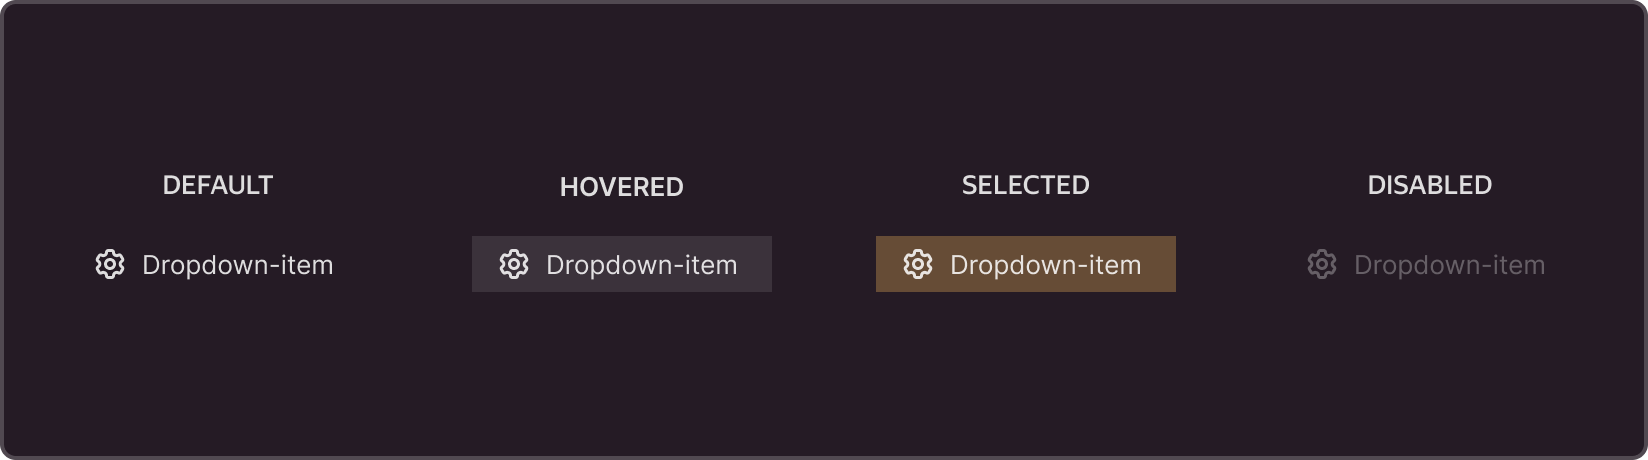 DEFAULT
HOVERED
SELECTED
DISABLED
Dropdown-item
Dropdown-item
Dropdown-item
Dropdown-item